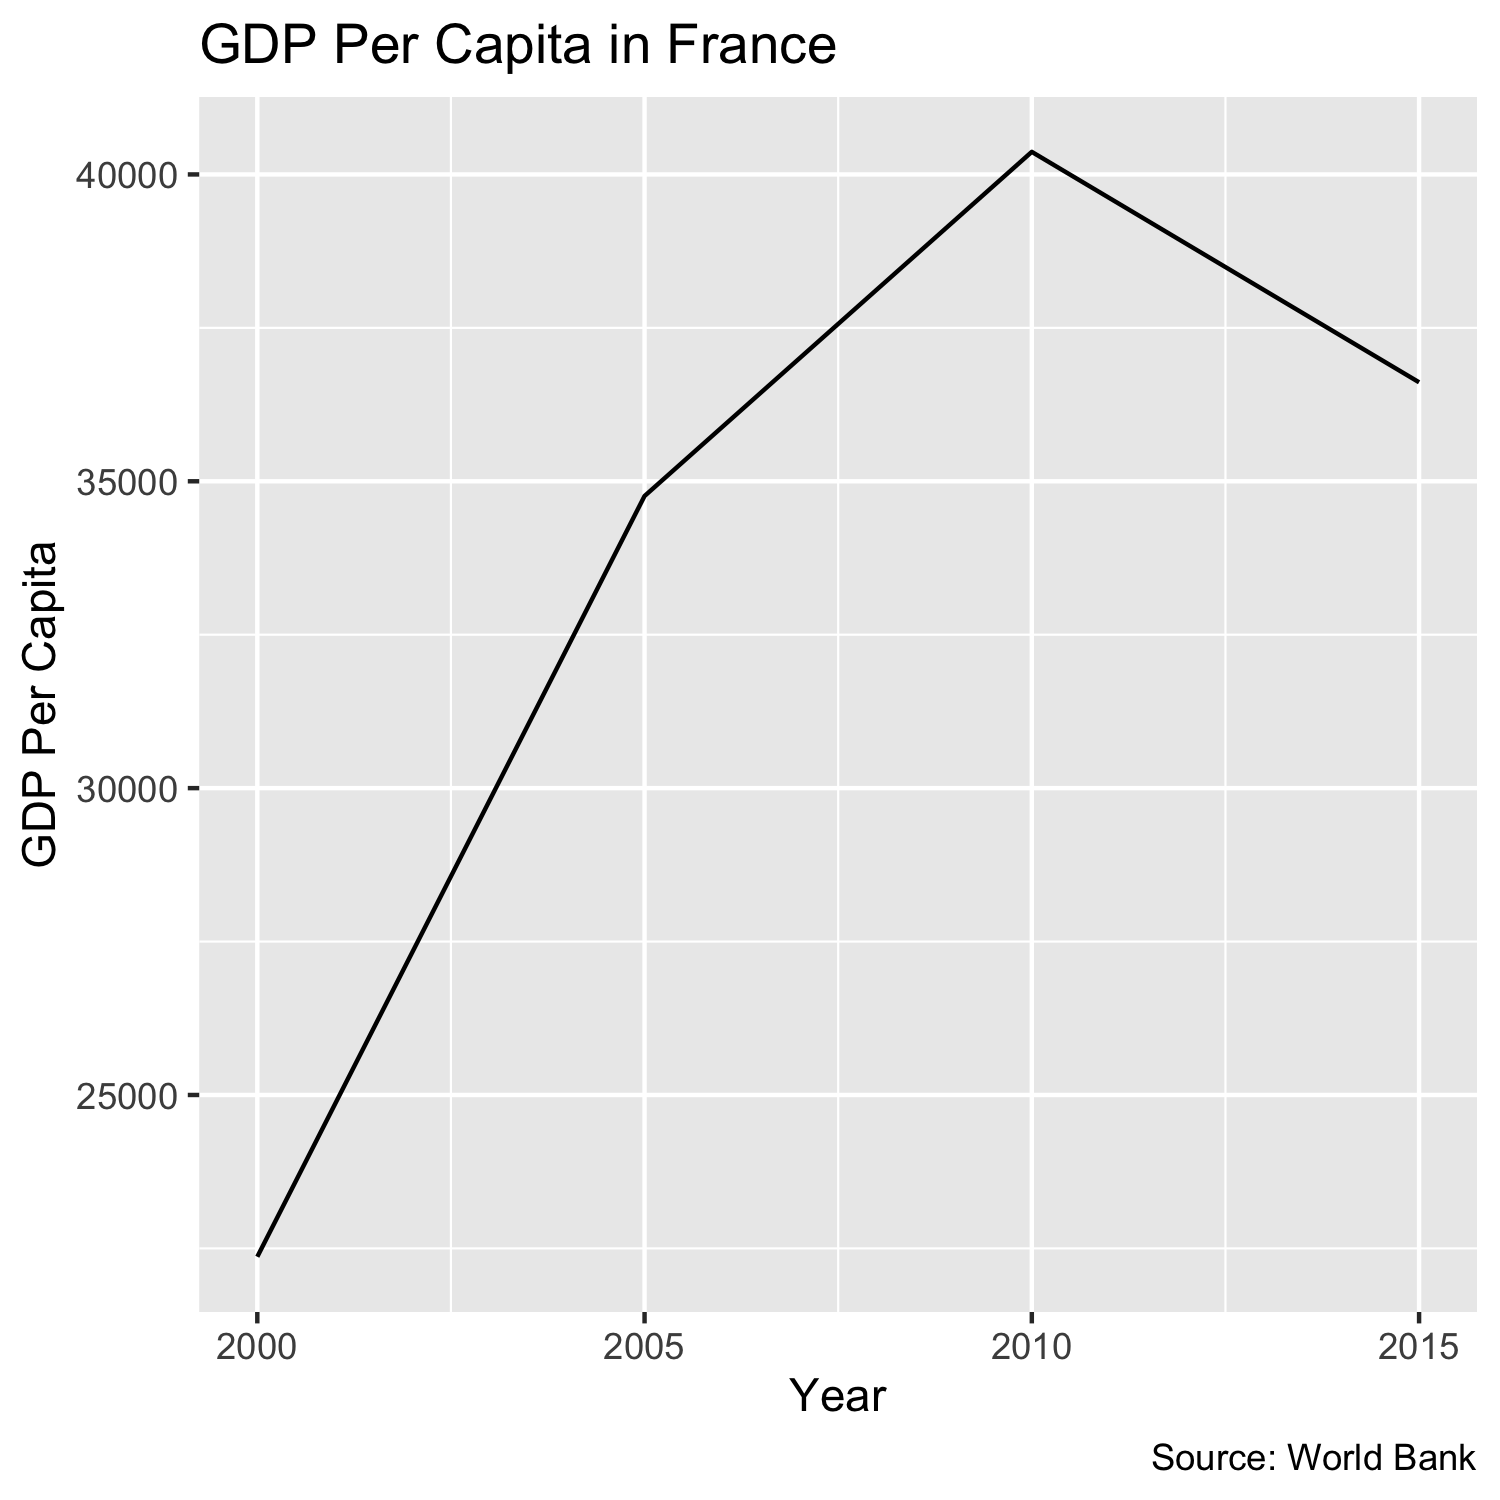 GDP Per Capita in France
GDP Per Capita
40000
35000
30000
25000
2000 2005 2010 2015
Year
Source: World Bank